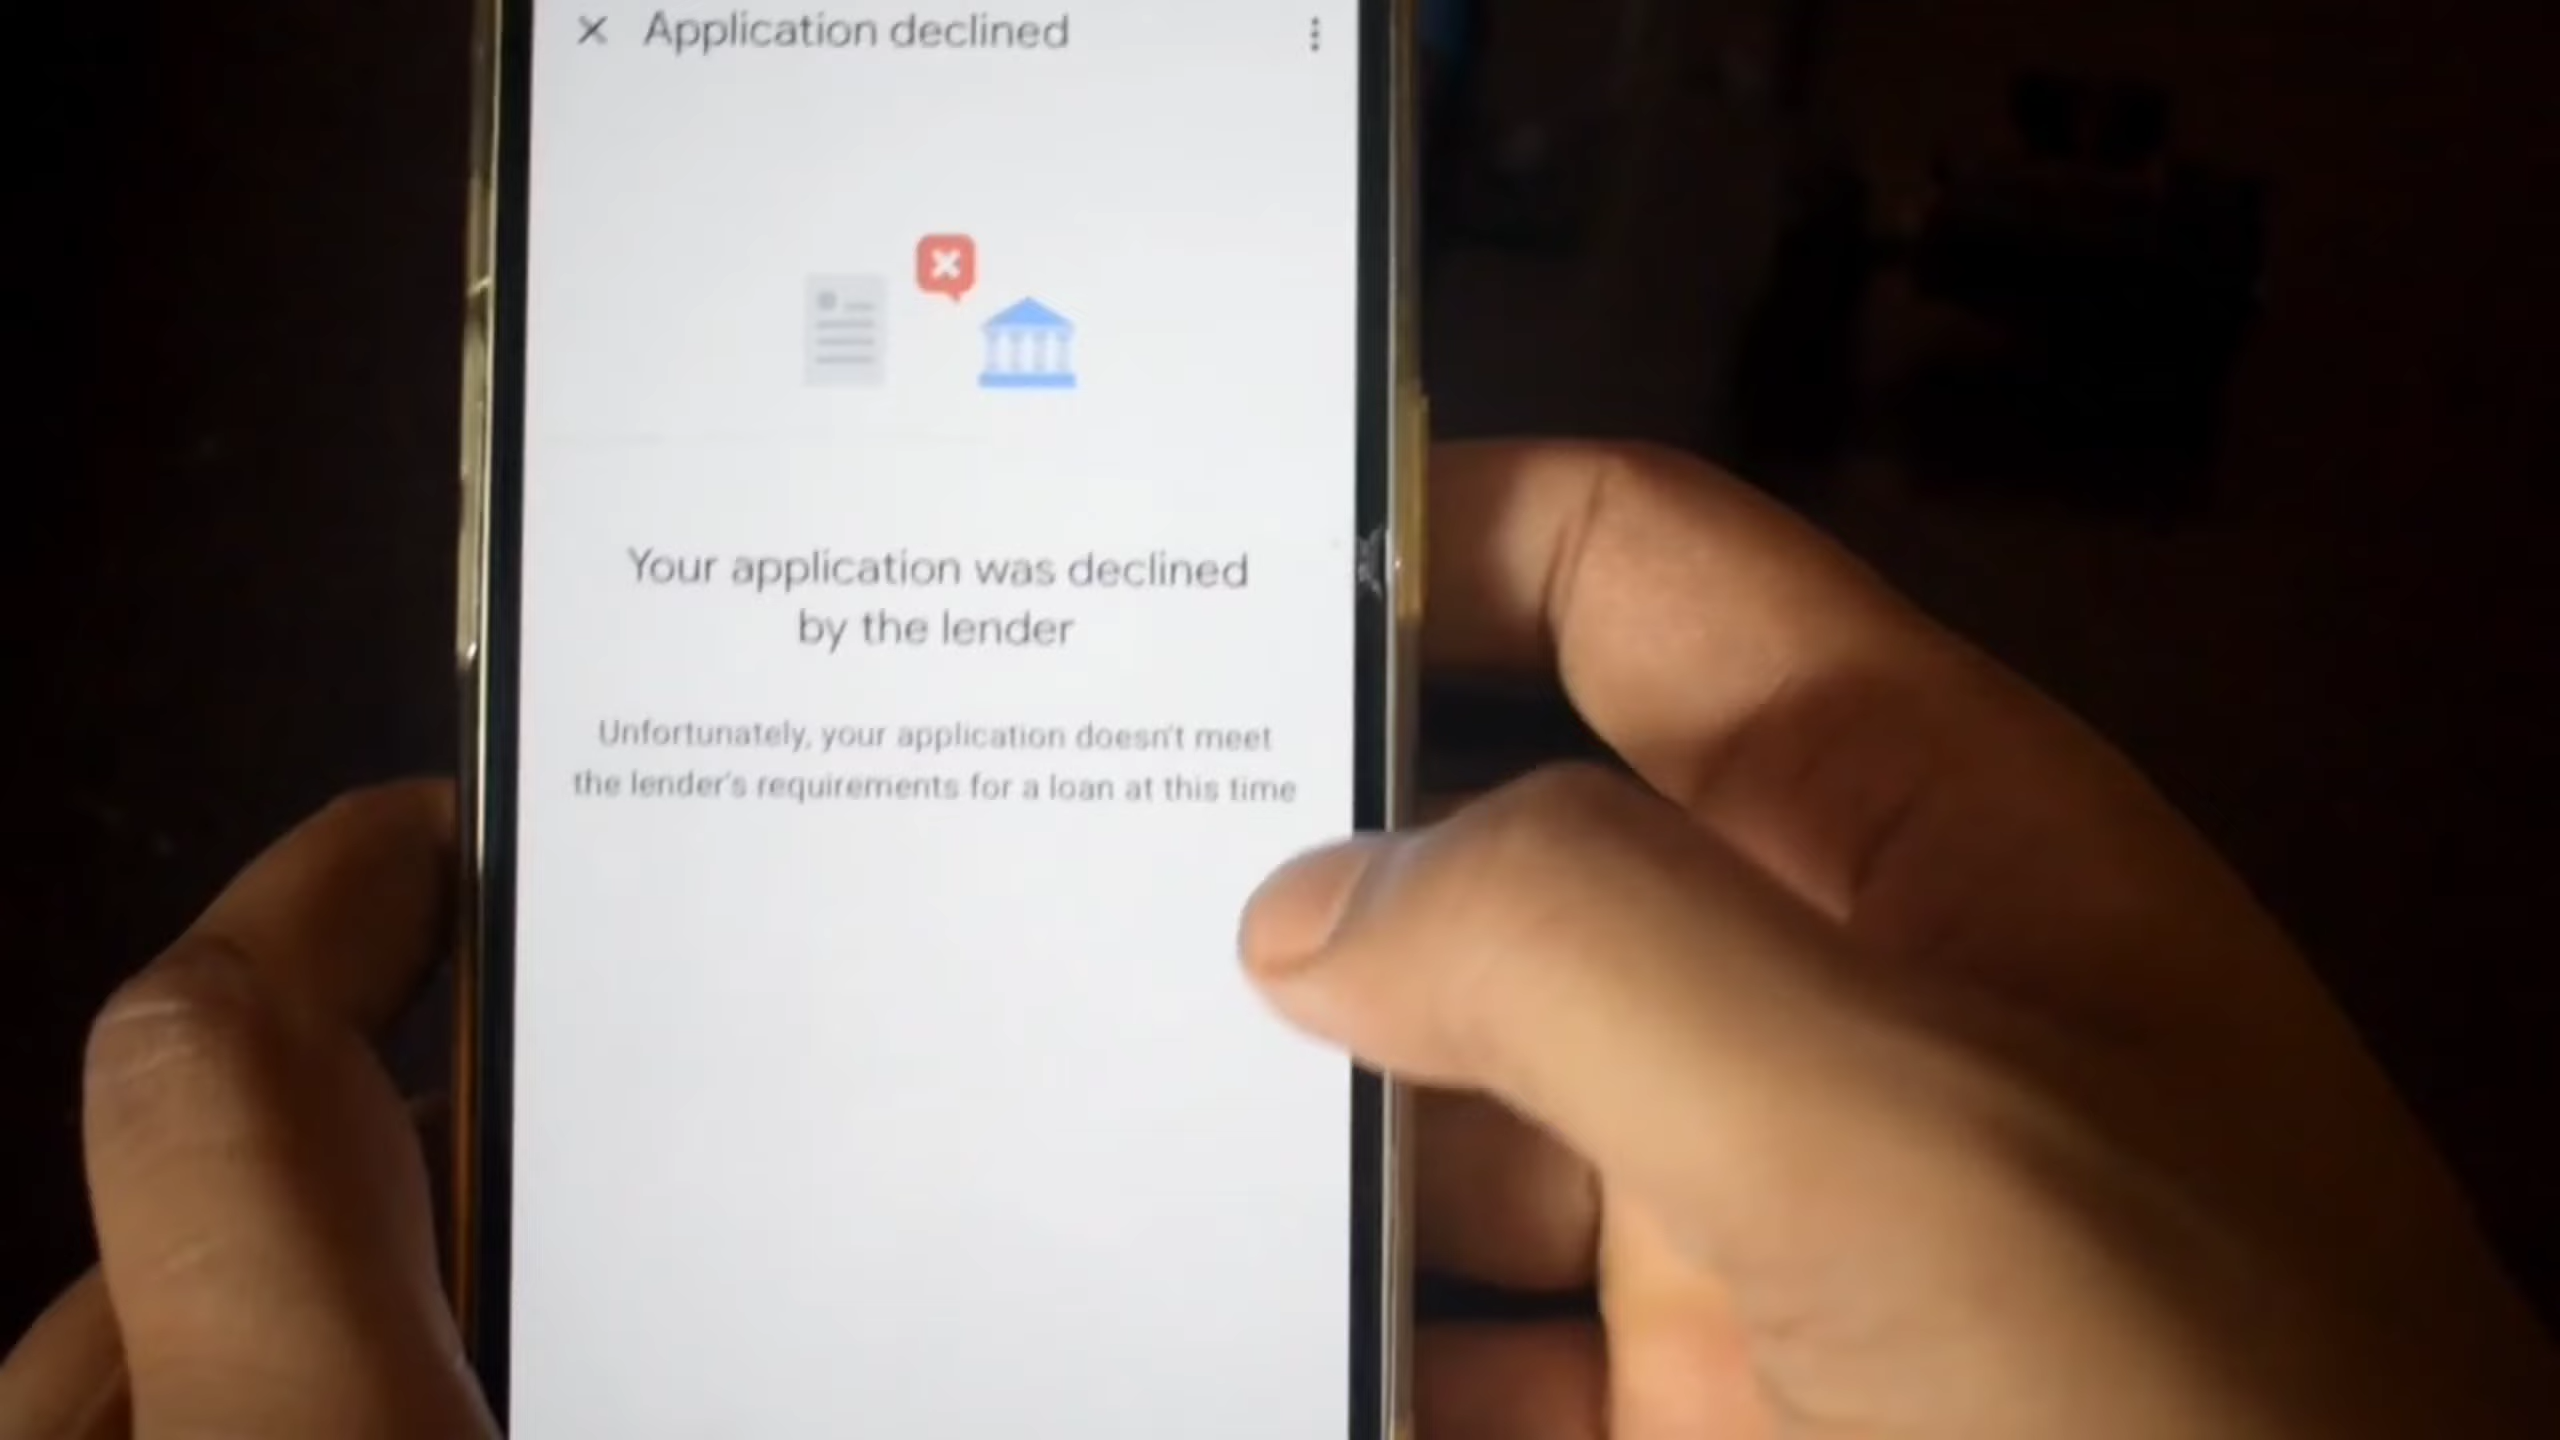 Application declined
Your application was declined
by the lender
Unfortunately, your application doesn't meet
the lender's requirements for a loan at this time